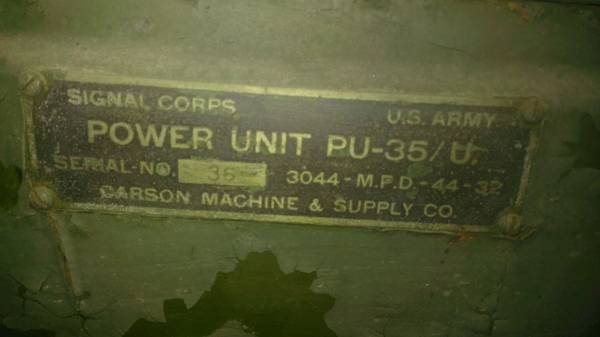 SIGNAL CORPS U.S. ARMY
POWER UNIT PU-35/U.
SERIAL-NO. 36 3044-M.P.D.-44-32
CARSON MACHINE & SUPPLY CO.